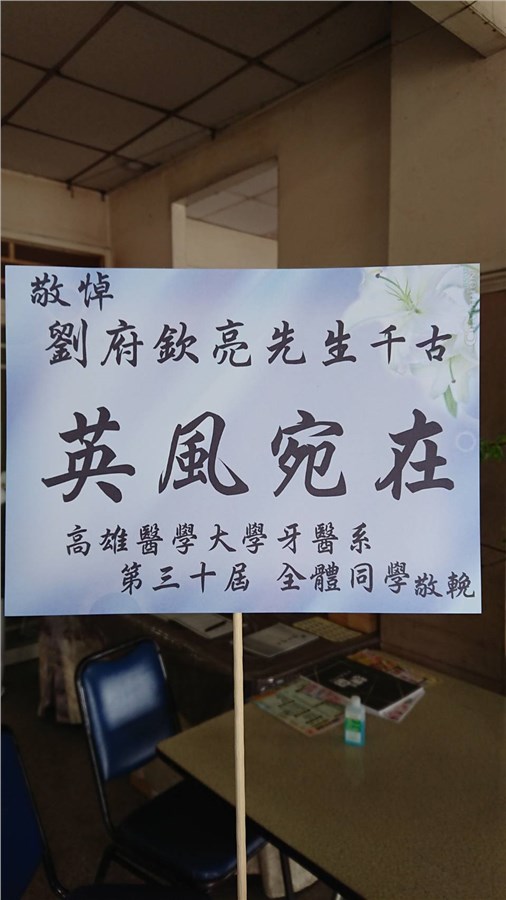 敬悼
劉府欽亮先生千古
英風宛在
高雄醫學大學牙醫系
第三十屆 全體同學敬輓